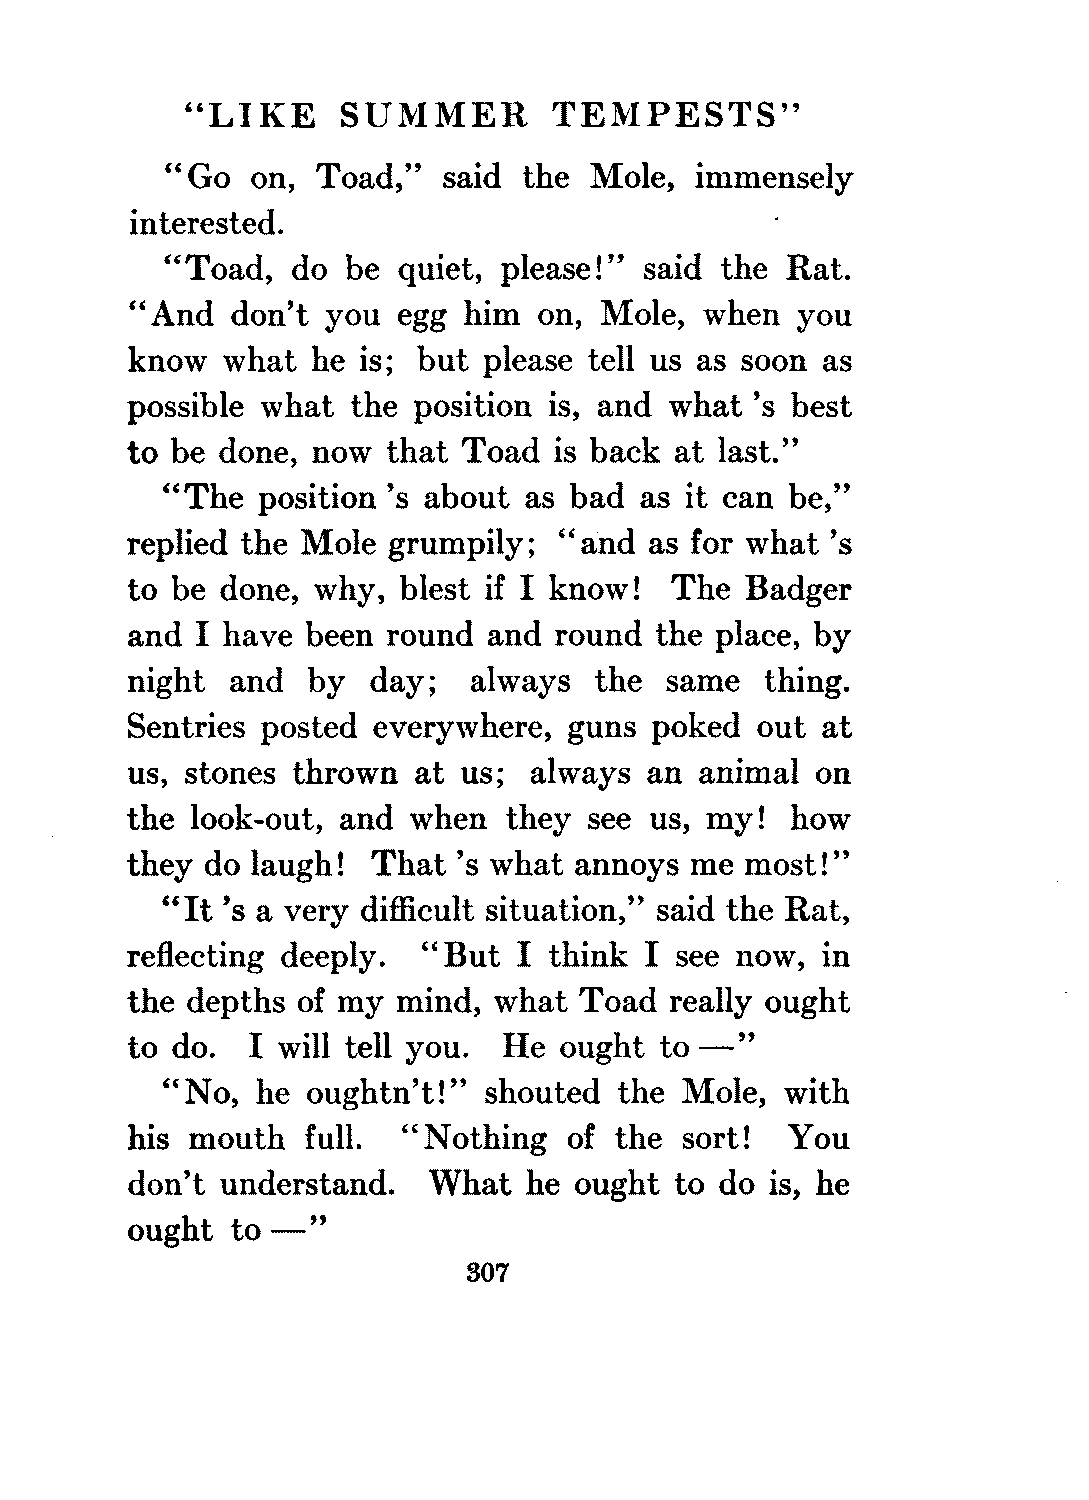 “LIKE SUMMER TEMPESTS”
“Go on, Toad,” said the Mole, immensely
interested.
“Toad, do be quiet, please!” said the Rat.
“And don't you egg him on, Mole, when you
know what he is; but please tell us as soon as
possible what the position is, and what 's best
to be done, now that Toad is back at last.”
“The position 's about as bad as it can be,”
replied the Mole grumpily; “and as for what 's
to be done, why, blest if I know! The Badger
and I have been round and round the place, by
night and by day; always the same thing.
Sentries posted everywhere, guns poked out at
us, stones thrown at us; always an animal on
the look-out, and when they see us, my! how
they do laugh! That 's what annoys me most!”
“It 's a very difficult situation,” said the Rat,
reflecting deeply. “But I think I see now, in
the depths of my mind, what Toad really ought
to do. I will tell you. He ought to —”
“No, he oughtn't!” shouted the Mole, with
his mouth full. “Nothing of the sort! You
don't understand. What he ought to do is, he
ought to —”
307